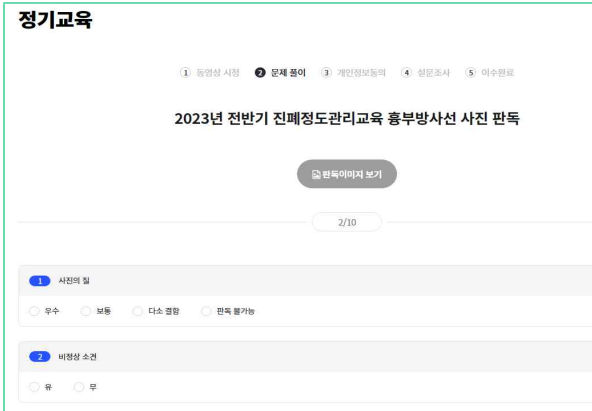 정기교육
1 동영상 시청 2 문제 풀이 3 개인정보동의 4 설문조사 5 이수완료
2023년 전반기 진폐정도관리교육 흉부방사선 사진 판독
판독이미지 보기
2/10
1 사진의 질
우수 보통 다소 결함 판독 불가능
2 비정상 소견
유 무